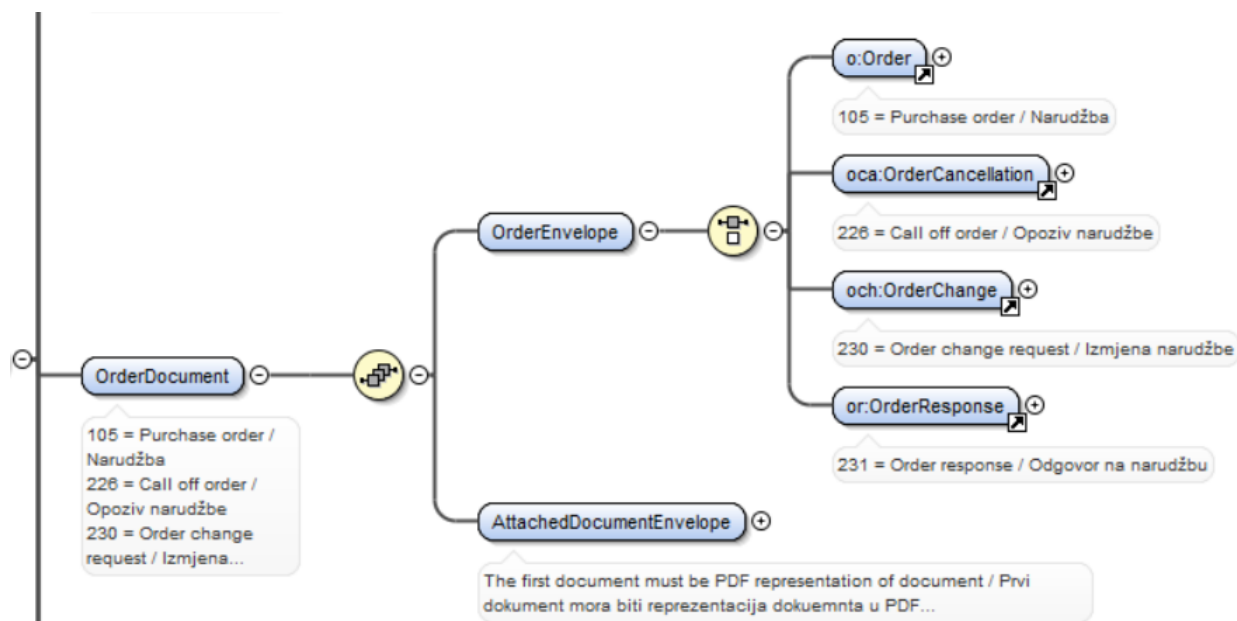 o:Order
105 = Purchase order / Narudžba
oca:OrderCancellation
226 = Call off order / Opoziv narudžbe
OrderEnvelope
och:OrderChange
230 = Order change request / Izmjena narudžbe
OrderDocument
or:OrderResponse
231 = Order response / Odgovor na narudžbu
105 = Purchase order /
Narudžba
226 = Call off order /
Opoziv narudžbe
230 = Order change
request / Izmjena...
AttachedDocumentEnvelope
The first document must be PDF representation of document / Prvi
dokument mora biti reprezentacija dokuemnta u PDF...